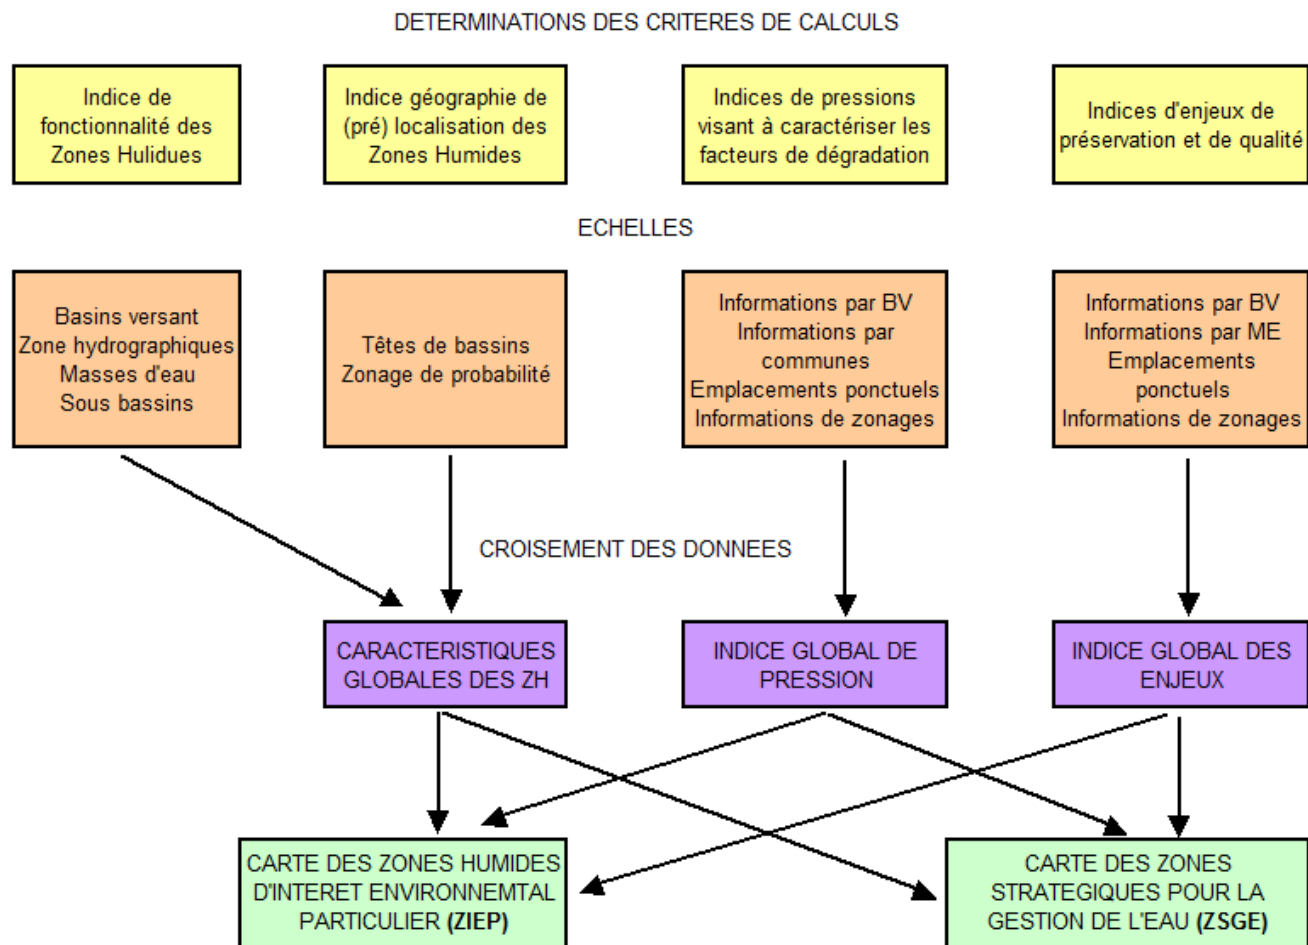 DETERMINATIONS DES CRITERES DE CALCULS
Indice de
fonctionnalité des
Zones Hulidues
Indice géographie de
(pré) localisation des
Zones Humides
Indices de pressions
visant à caractériser les
facteurs de dégradation
Indices d'enjeux de
préservation et de qualité
ECHELLES
Basins versant
Zone hydrographiques
Masses d'eau
Sous bassins
Têtes de bassins
Zonage de probabilité
Informations par BV
Informations par
communes
Emplacements ponctuels
Informations de zonages
Informations par BV
Informations par ME
Emplacements
ponctuels
Informations de zonages
CROISEMENT DES DONNEES
CARACTERISTIQUES
GLOBALES DES ZH
INDICE GLOBAL DE
PRESSION
INDICE GLOBAL DES
ENJEUX
CARTE DES ZONES HUMIDES
D'INTERET ENVIRONNEMTAL
PARTICULIER (ZIEP)
CARTE DES ZONES
STRATEGIQUES POUR LA
GESTION DE L'EAU (ZSGE)